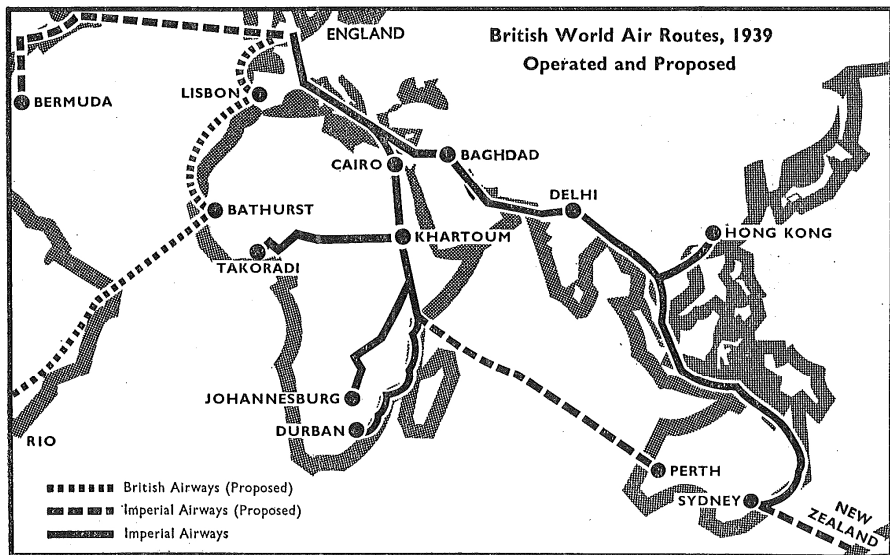 British World Air Routes, 1939
Operated and Proposed
ENGLAND
BERMUDA
LISBON
BAGHDAD
CAIRO
DELHI
BATHURST
HONG KONG
KHARTOUM
TAKORADI
JOHANNESBURG
DURBAN
RIO
PERTH
SYDNEY
NEW
ZEALAND
British Airways (Proposed)
Imperial Airways (Proposed)
Imperial Airways